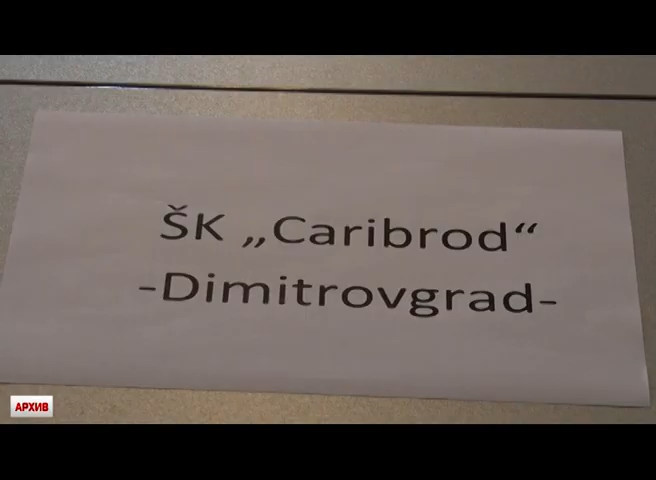 ŠK „Caribrod“
-Dimitrovgrad-
АРХИВ